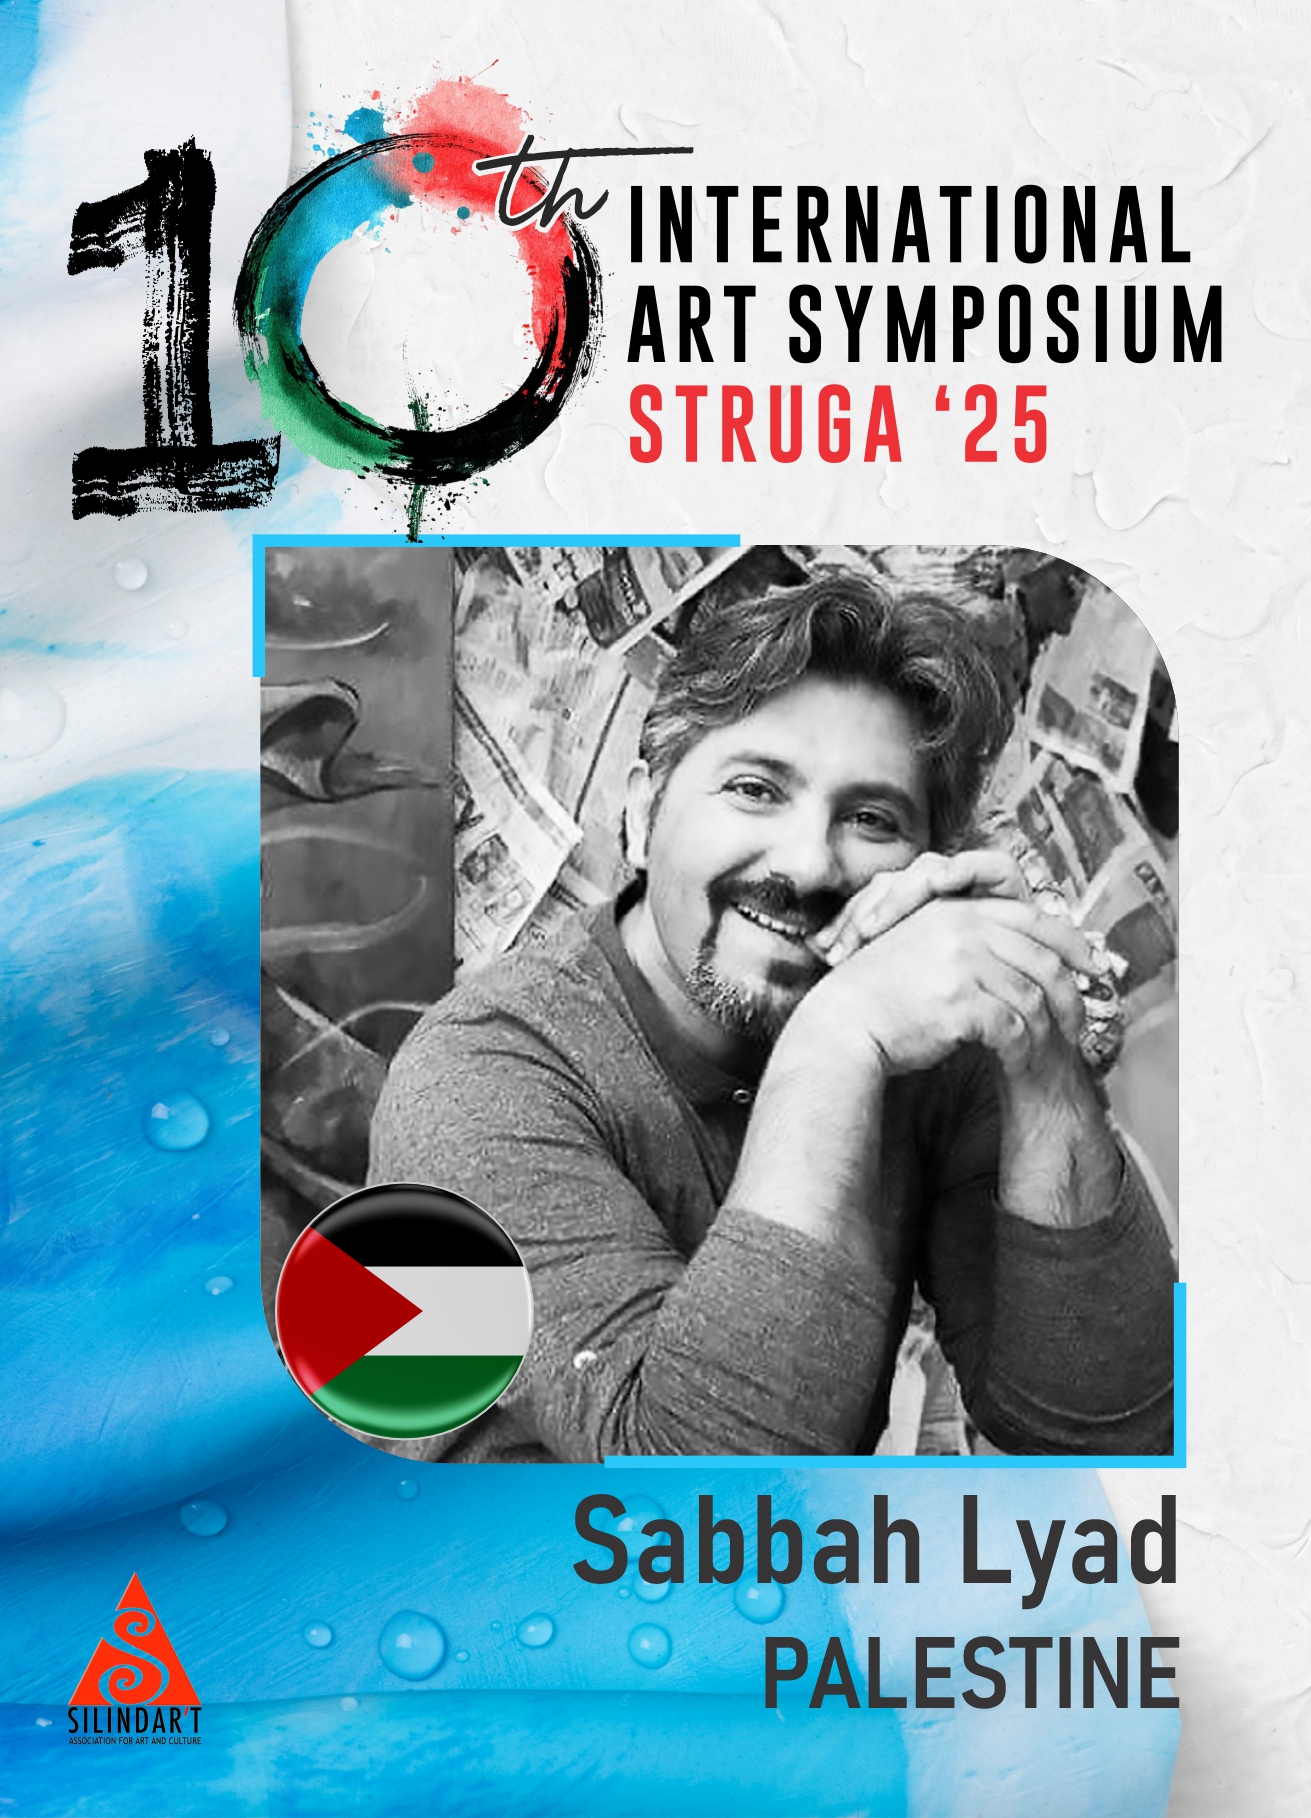 10th
INTERNATIONAL
ART SYMPOSIUM
STRUGA ‘25
Sabbah Lyad
PALESTINE
SILINDAR'T
ASSOCIATION FOR ART AND CULTURE